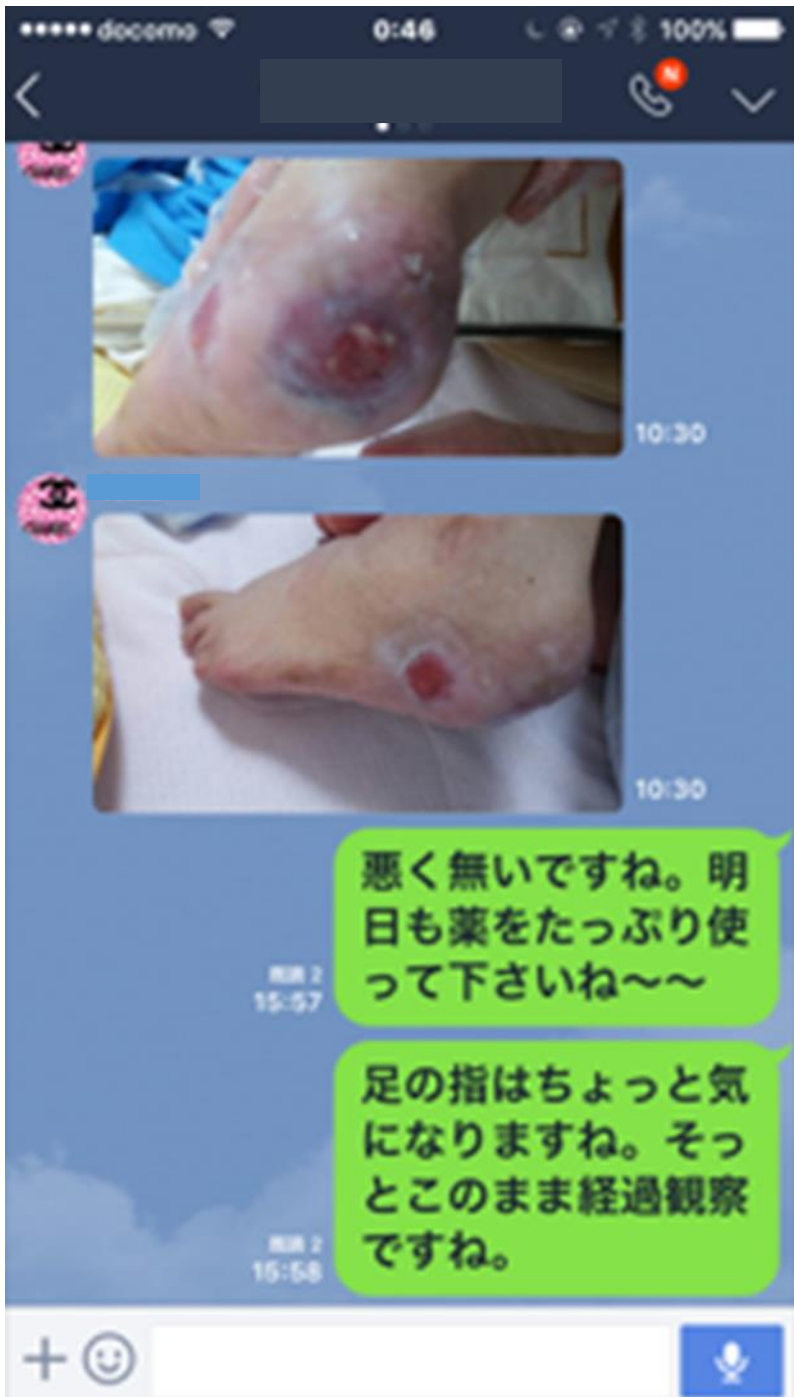 docomo
0:46
100%
N
10:30
10:30
悪く無いですね。明
日も薬をたっぷり使
って下さいね〜〜
既読 2
15:57
足の指はちょっと気
になりますね。そっ
とこのまま経過観察
ですね。
既読 2
15:58